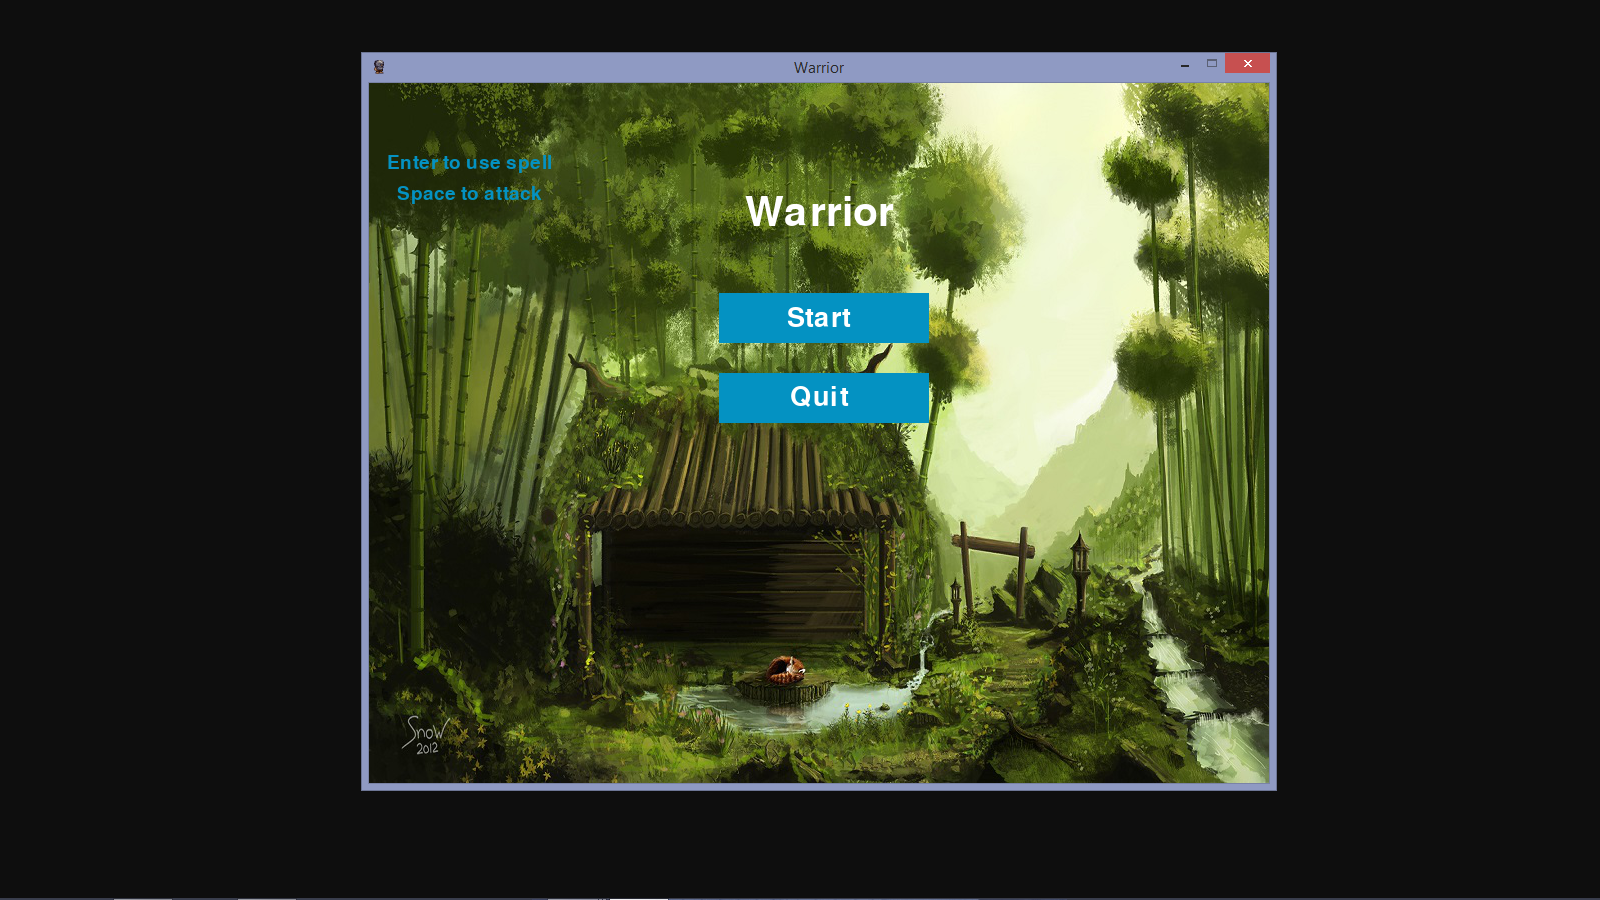 Warrior
Enter to use spell
Space to attack
Warrior
Start
Quit
Snow
2012